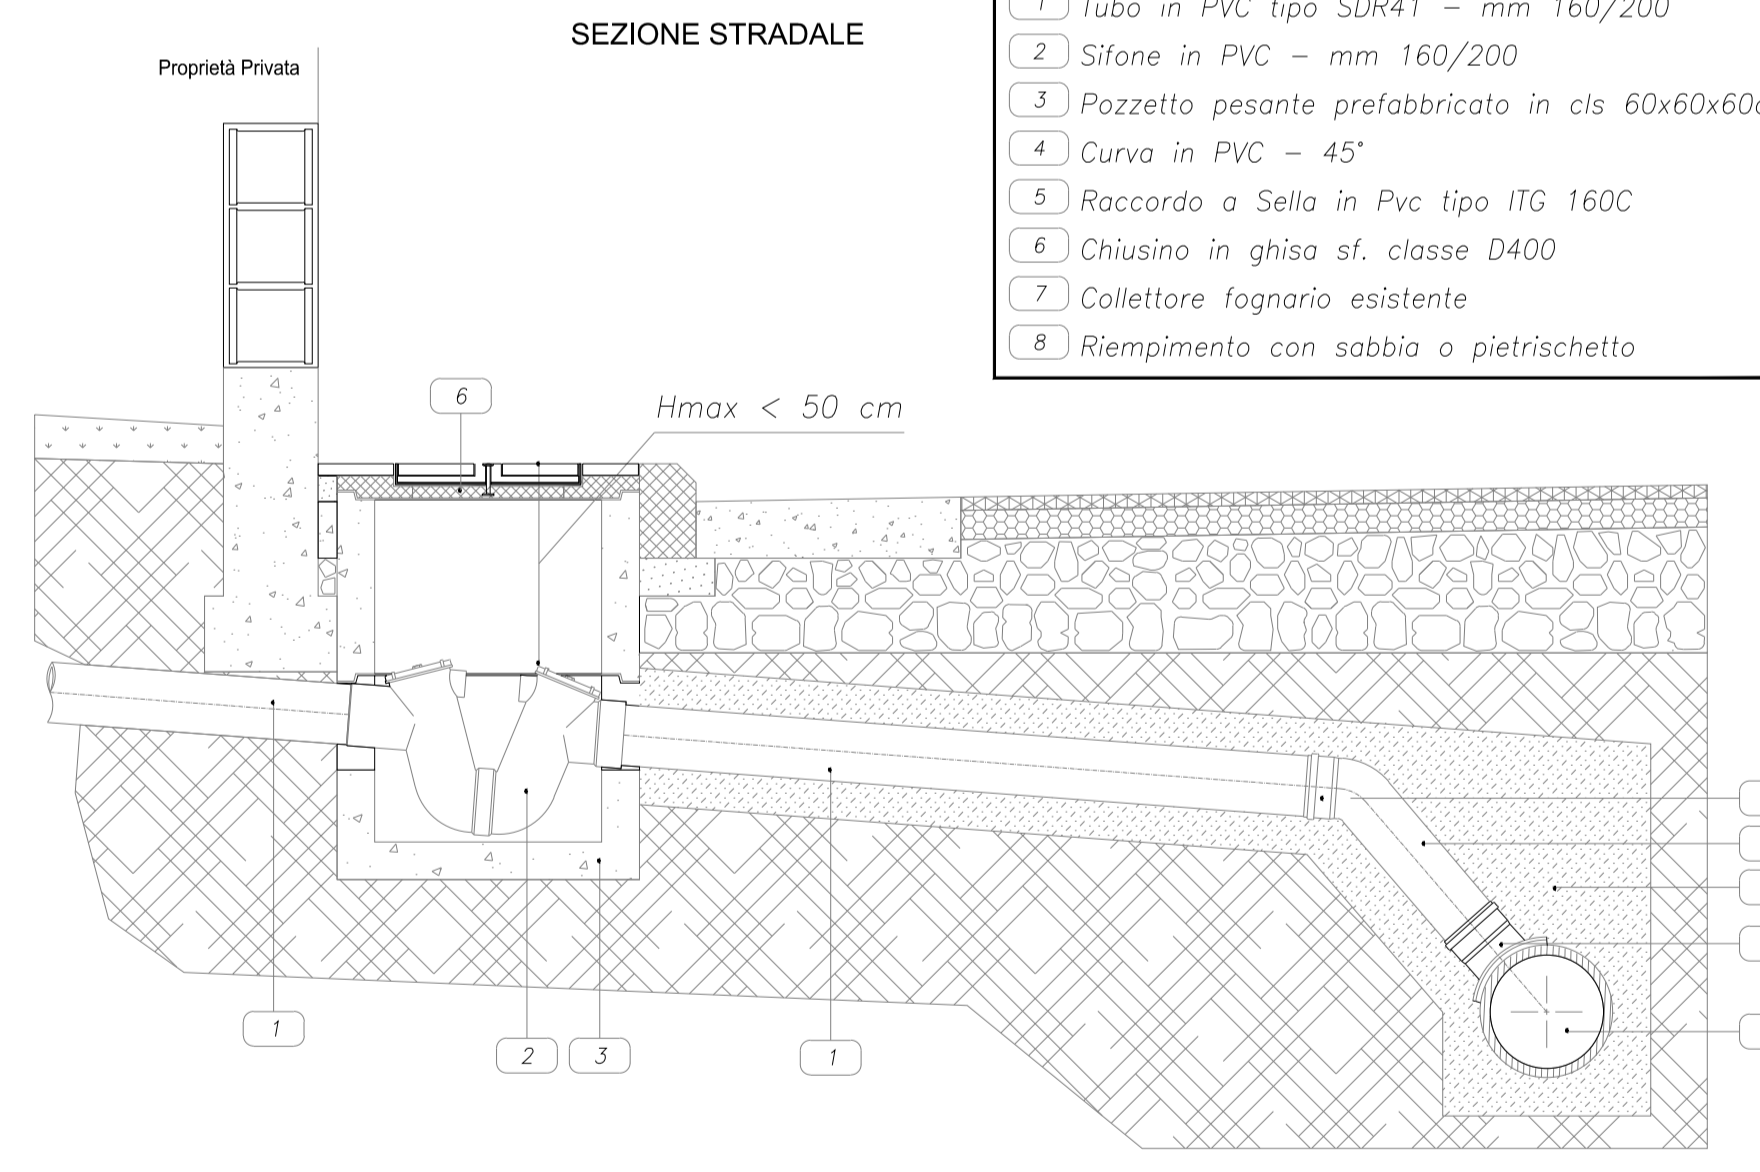 SEZIONE STRADALE
Proprietà Privata
1 Tubo in PVC tipo SDR41 – mm 160/200
2 Sifone in PVC – mm 160/200
3 Pozzetto pesante prefabbricato in cls
4 Curva in PVC – 45°
5 Raccordo a Sella in Pvc tipo ITG 160C
6 Chiusino in ghisa sf. classe D400
7 Collettore fognario esistente
8 Riempimento con sabbia o pietrischetto
6
Hmax < 50 cm
1
2
3
1